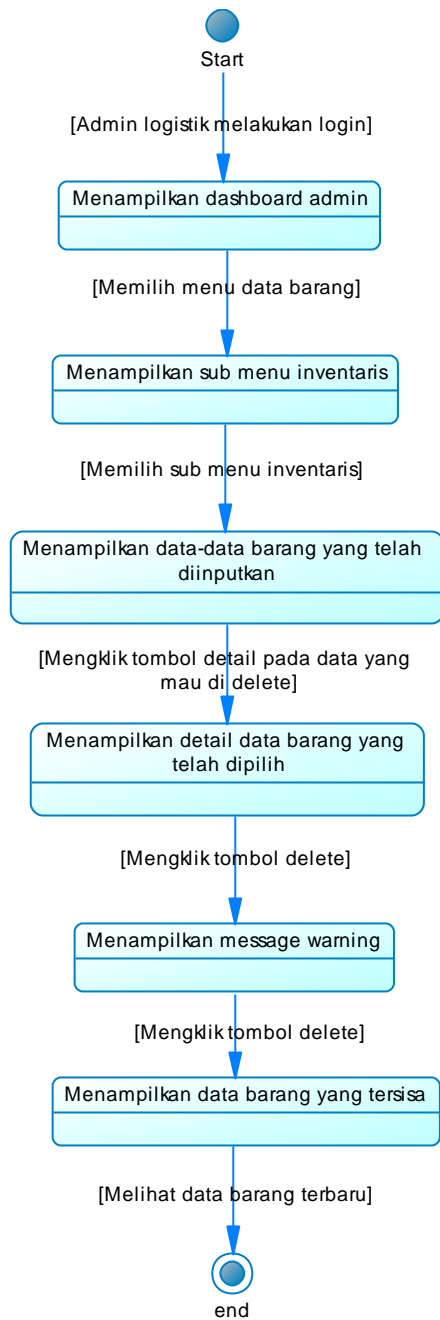 Start
[Admin logistik melakukan login]
Menampilkan dashboard admin
[Memilih menu data barang]
Menampilkan sub menu inventaris
[Memilih sub menu inventaris]
Menampilkan data-data barang yang telah
diinputkan
[Mengklik tombol detail pada data yang
mau di delete]
Menampilkan detail data barang yang
telah dipilih
[Mengklik tombol delete]
Menampilkan message warning
[Mengklik tombol delete]
Menampilkan data barang yang tersisa
[Melihat data barang terbaru]
end